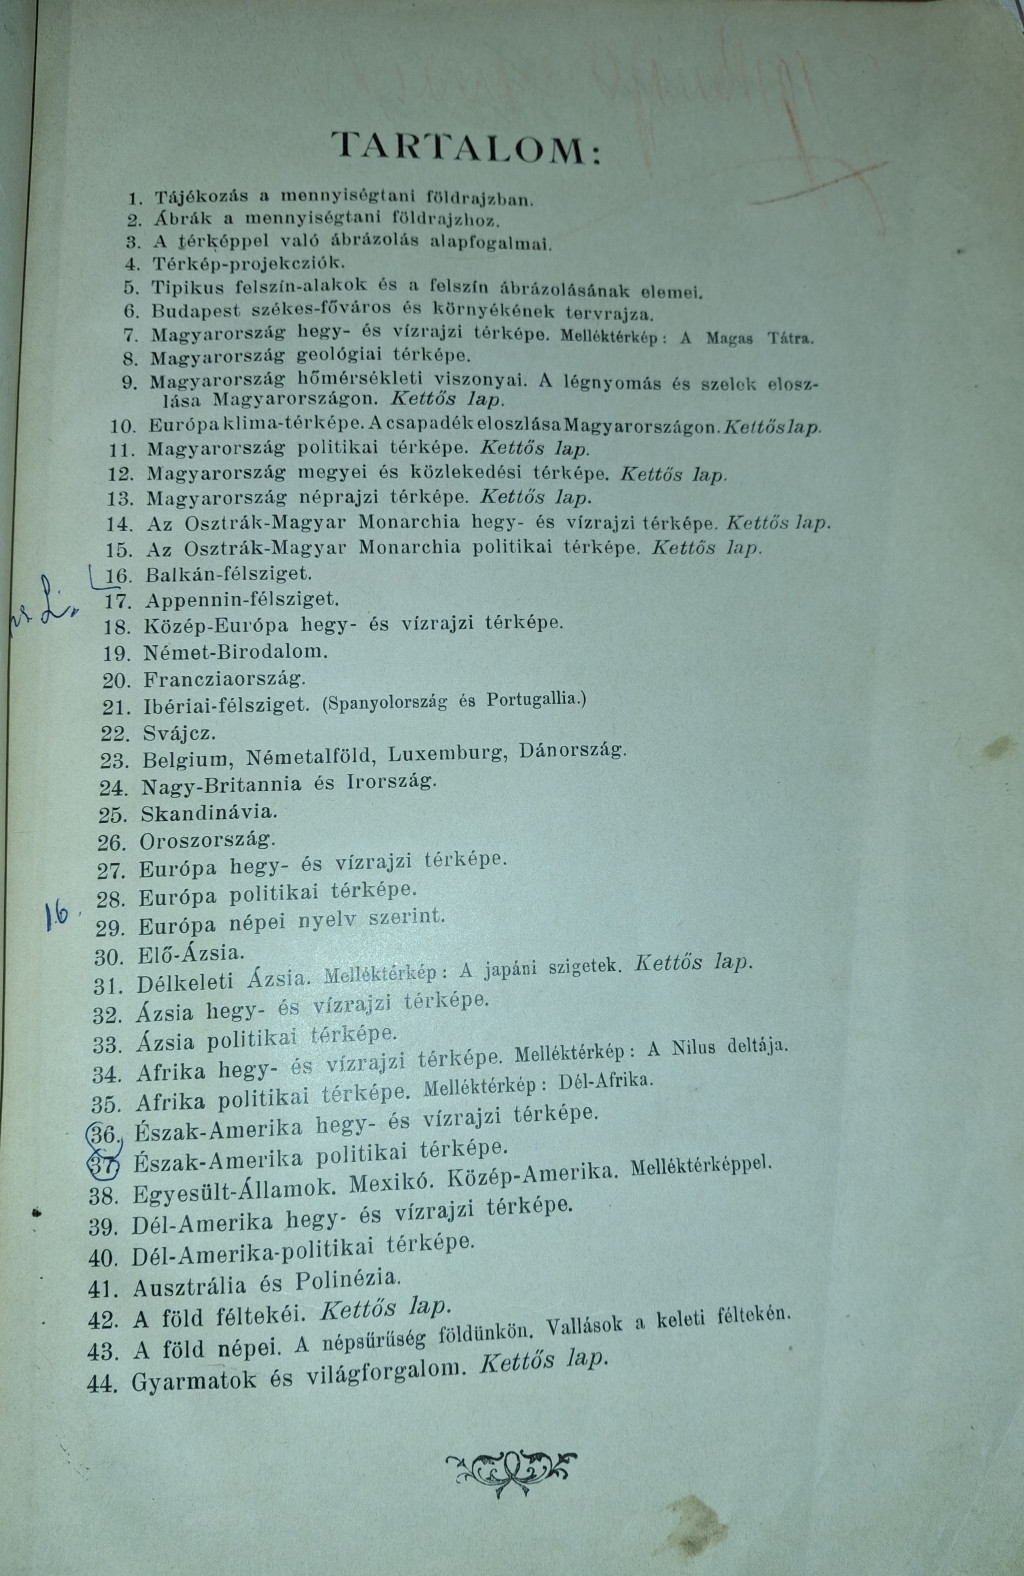 TARTALOM:
1. Tájékozás a mennyiségtani földrajzban.
2. Ábrák a mennyiségtani földrajzhoz.
3. A térképpel való ábrázolás alapfogalmai.
4. Térkép-projekcziók.
5. Tipikus felszín-alakok és a felszín ábrázolásának elemei.
6. Budapest székes-főváros és környékének tervrajza.
7. Magyarország hegy- és vízrajzi térképe. Melléktérkép: A Magas Tátra.
8. Magyarország geológiai térképe.
9. Magyarország hőmérsékleti viszonyai. A légnyomás és szelek elosz-
lása Magyarországon. Kettős lap.
10. Európa klima-térképe. A csapadék eloszlása Magyarországon. Kettős lap.
11. Magyarország politikai térképe. Kettős lap.
12. Magyarország megyei és közlekedési térképe. Kettős lap.
13. Magyarország néprajzi térképe. Kettős lap.
14. Az Osztrák-Magyar Monarchia hegy- és vízrajzi térképe. Kettős lap.
15. Az Osztrák-Magyar Monarchia politikai térképe. Kettős lap.
16. Balkán-félsziget.
17. Appennin-félsziget.
18. Közép-Európa hegy- és vízrajzi térképe.
19. Német-Birodalom.
20. Francziaország.
21. Ibériai-félsziget. (Spanyolország és Portugallia.)
22. Svájcz.
23. Belgium, Németalföld, Luxemburg, Dánország.
24. Nagy-Britannia és Irország.
25. Skandinávia.
26. Oroszország.
27. Európa hegy- és vízrajzi térképe.
28. Európa politikai térképe.
16.
29. Európa népei nyelv szerint.
30. Elő-Ázsia.
31. Délkeleti Ázsia. Melléktérkép: A japáni szigetek. Kettős lap.
32. Ázsia hegy- és vízrajzi térképe.
33. Ázsia politikai térképe.
34. Afrika hegy- és vízrajzi térképe. Melléktérkép: A Nilus deltája.
35. Afrika politikai térképe. Melléktérkép: Dél-Afrika.
36. Észak-Amerika hegy- és vízrajzi térképe.
37. Észak-Amerika politikai térképe.
38. Egyesült-Államok. Mexikó. Közép-Amerika. Melléktérképpel.
39. Dél-Amerika hegy- és vízrajzi térképe.
40. Dél-Amerika-politikai térképe.
41. Ausztrália és Polinézia.
42. A föld féltekéi. Kettős lap.
43. A föld népei. A népsűrűség földünkön. Vallások a keleti féltekén.
44. Gyarmatok és világforgalom. Kettős lap.